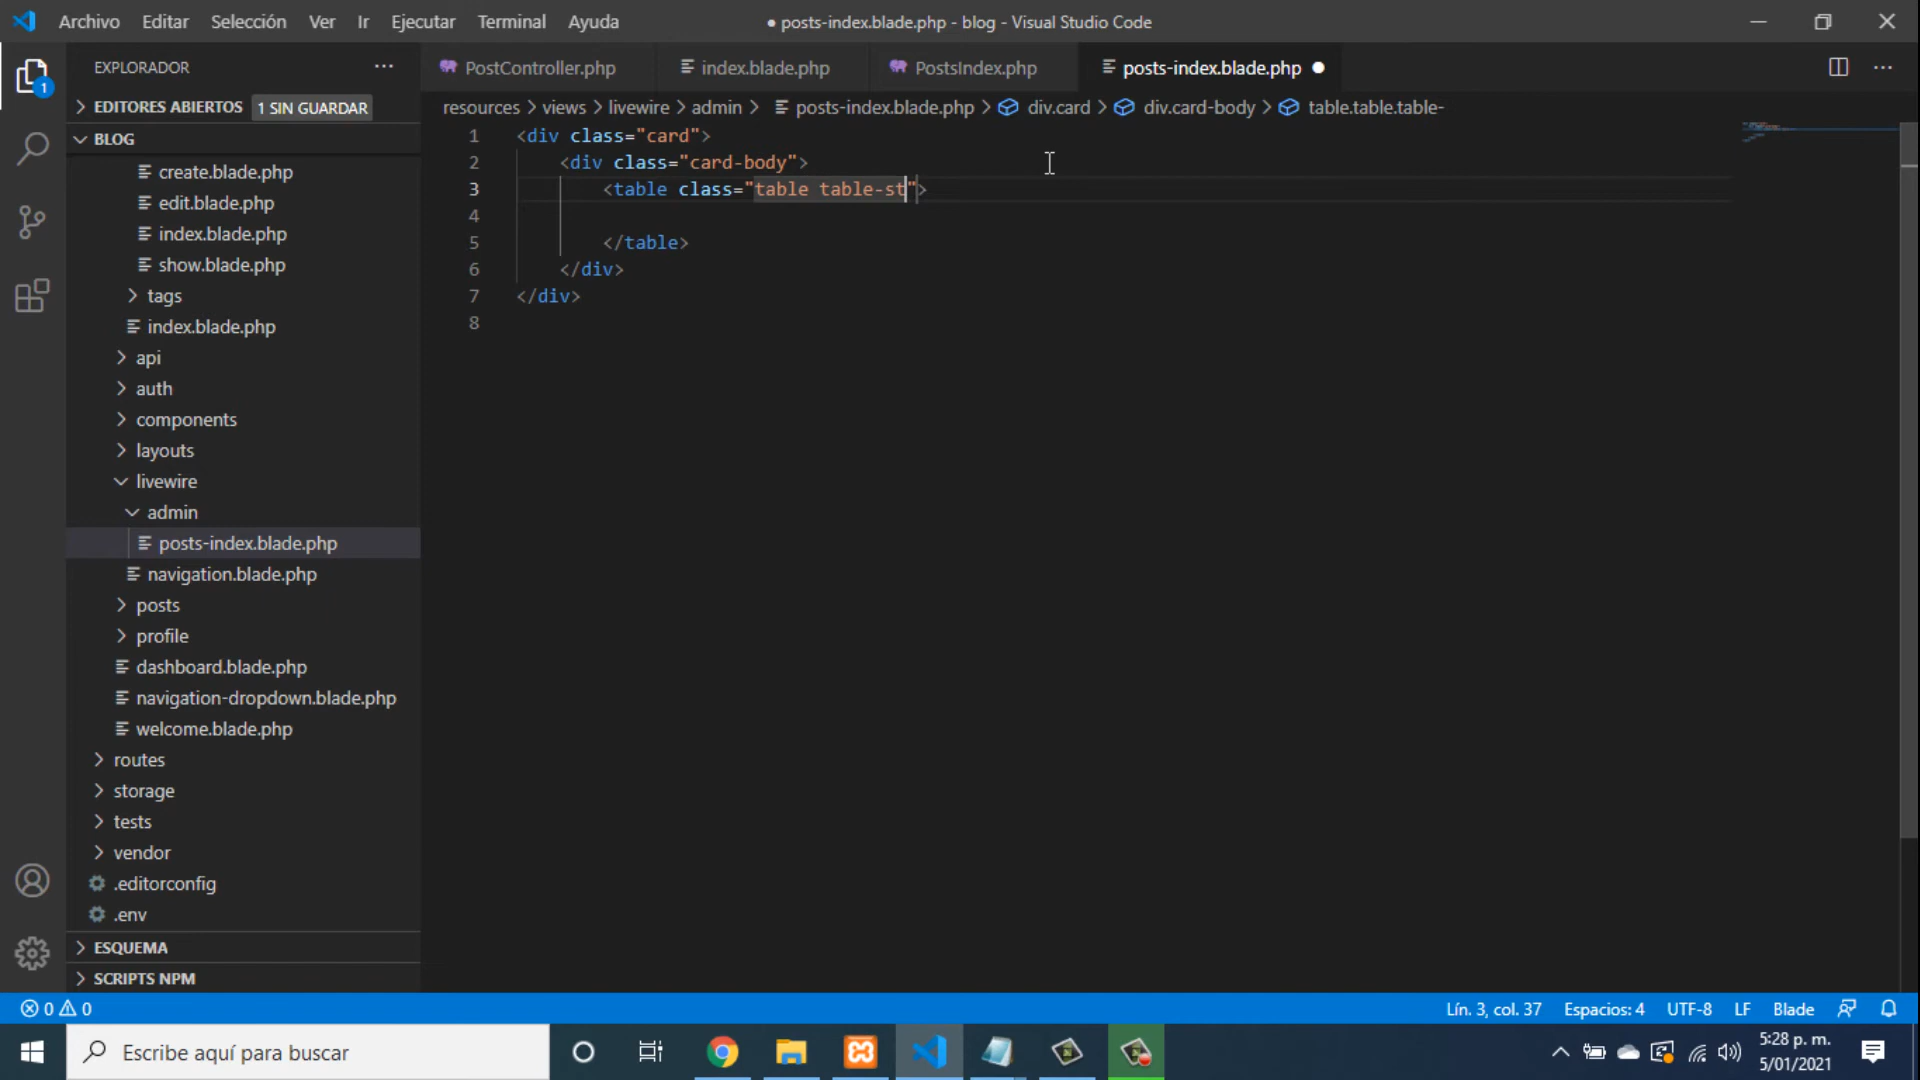 Archivo Editar Selección Ver Ir Ejecutar Terminal Ayuda
● posts-index.blade.php - blog - Visual Studio Code
EXPLORADOR
EDITORES ABIERTOS 1 SIN GUARDAR
BLOG
create.blade.php
edit.blade.php
index.blade.php
show.blade.php
tags
index.blade.php
api
auth
components
layouts
livewire
admin
posts-index.blade.php
navigation.blade.php
posts
profile
dashboard.blade.php
navigation-dropdown.blade.php
welcome.blade.php
routes
storage
tests
vendor
.editorconfig
.env
ESQUEMA
SCRIPTS NPM
1
PostController.php index.blade.php PostsIndex.php posts-index.blade.php ●
resources > views > livewire > admin > posts-index.blade.php > div.card > div.card-body > table.table.table-
1 <div class="card">
2 <div class="card-body">
3 <table class="table table-st">
4
5 </table>
6 </div>
7 </div>
8
0 0 Lín. 3, col. 37 Espacios: 4 UTF-8 LF Blade
Escribe aquí para buscar
5:28 p. m.
5/01/2021